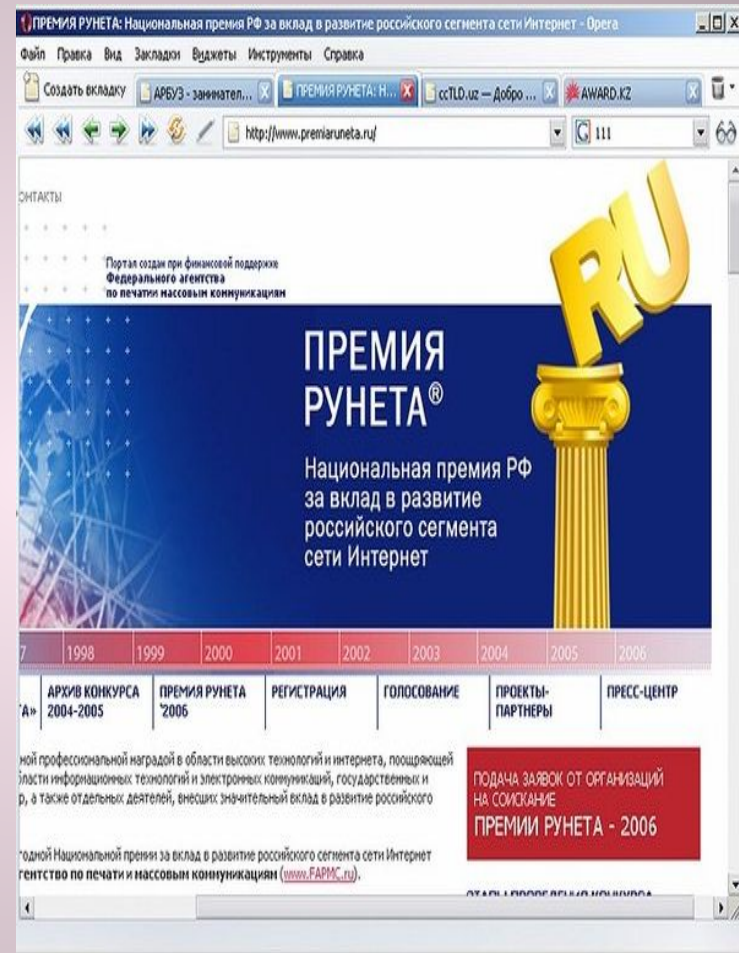 ПРЕМИЯ РУНЕТА: Национальная премия РФ за вклад в развитие российского сегмента сети Интернет - Opera
Файл Правка Вид Закладки Виджеты Инструменты Справка
Создать вкладку АРБУЗ - занимател... ПРЕМИЯ РУНЕТА: Н... ccTLD.uz — Добро ... AWARD.KZ
http://www.premiaruneta.ru/ 111
ОНТАКТЫ
Портал создан при финансовой поддержке
Федерального агентства
по печати и массовым коммуникациям
RU
ПРЕМИЯ
РУНЕТА®
Национальная премия РФ
за вклад в развитие
российского сегмента
сети Интернет
7 1998 1999 2000 2001 2002 2003 2004 2005 2006
ТА» АРХИВ КОНКУРСА 2004-2005 ПРЕМИЯ РУНЕТА '2006 РЕГИСТРАЦИЯ ГОЛОСОВАНИЕ ПРОЕКТЫ-ПАРТНЕРЫ ПРЕСС-ЦЕНТР
ной профессиональной наградой в области высоких технологий и интернета, поощряющей
бласти информационных технологий и электронных коммуникаций, государственных и
р, а также отдельных деятелей, внесших значительный вклад в развитие российского
годной Национальной премии за вклад в развитие российского сегмента сети Интернет
гентство по печати и массовым коммуникациям (www.FAPMC.ru).
ПОДАЧА ЗАЯВОК ОТ ОРГАНИЗАЦИЙ
НА СОИСКАНИЕ
ПРЕМИИ РУНЕТА - 2006
ЭТАПЫ ПРОВЕДЕНИЯ КОНКУРСА